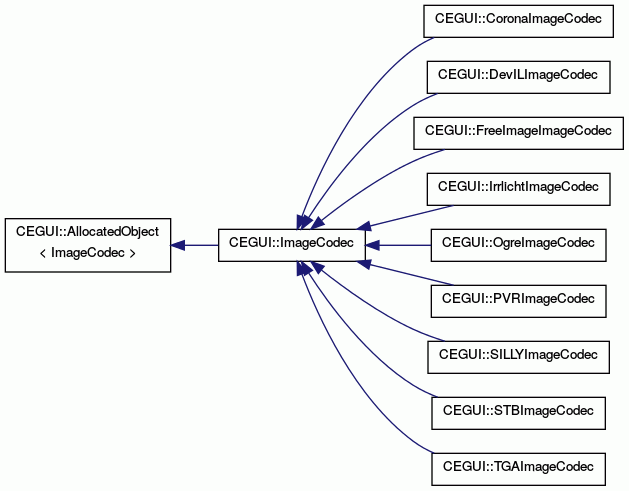 CEGUI::CoronaImageCodec
CEGUI::DevILImageCodec
CEGUI::FreeImageImageCodec
CEGUI::IrrlichtImageCodec
CEGUI::AllocatedObject
< ImageCodec >
CEGUI::ImageCodec
CEGUI::OgreImageCodec
CEGUI::PVRImageCodec
CEGUI::SILLYImageCodec
CEGUI::STBImageCodec
CEGUI::TGAImageCodec